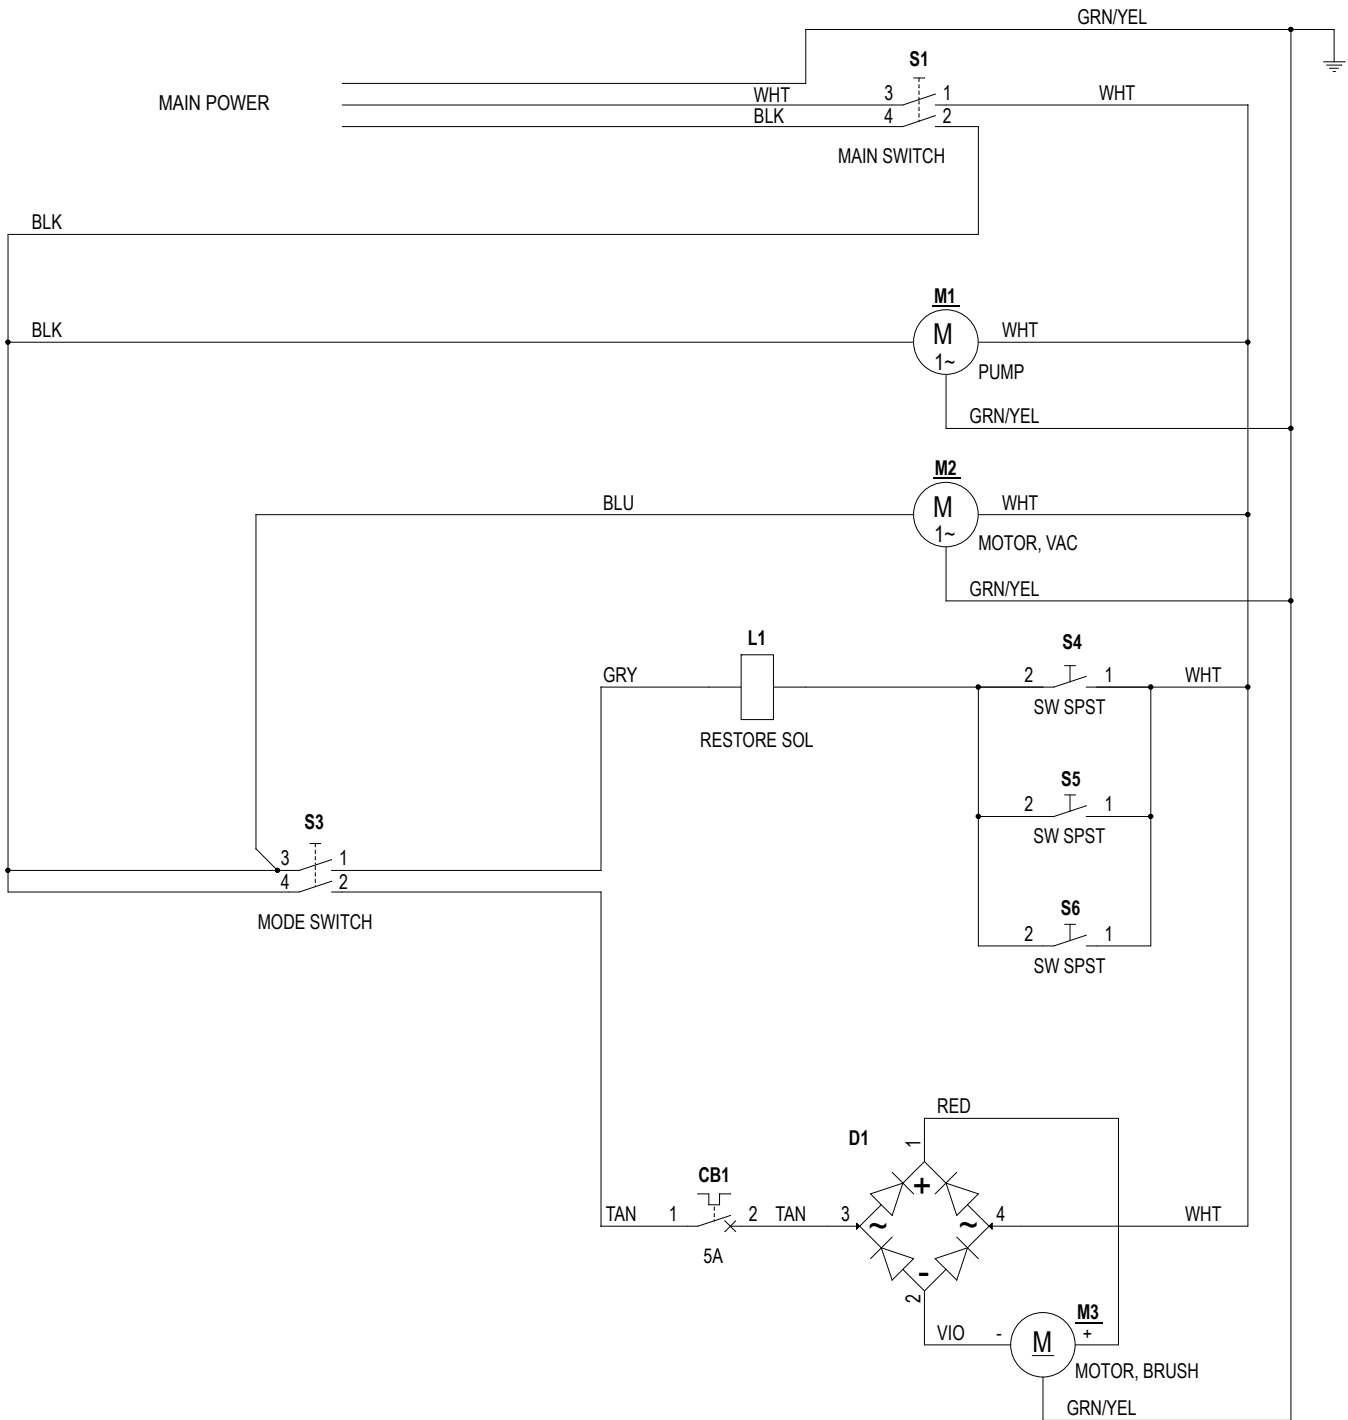 GRN/YEL
S1
MAIN POWER
WHT 3 1 WHT
BLK 4 2
MAIN SWITCH
BLK
M1
BLK
M
1~
WHT
PUMP
GRN/YEL
M2
BLU
M
1~
WHT
MOTOR, VAC
GRN/YEL
L1
S4
GRY
2 1 WHT
SW SPST
RESTORE SOL
S5
2 1
SW SPST
S3
3 1
4 2
MODE SWITCH
S6
2 1
SW SPST
RED
D1
1
+
CB1
TAN 1 2 TAN 3 ~ ~ 4 WHT
5A
-
2
M3
VIO - M +
MOTOR, BRUSH
GRN/YEL